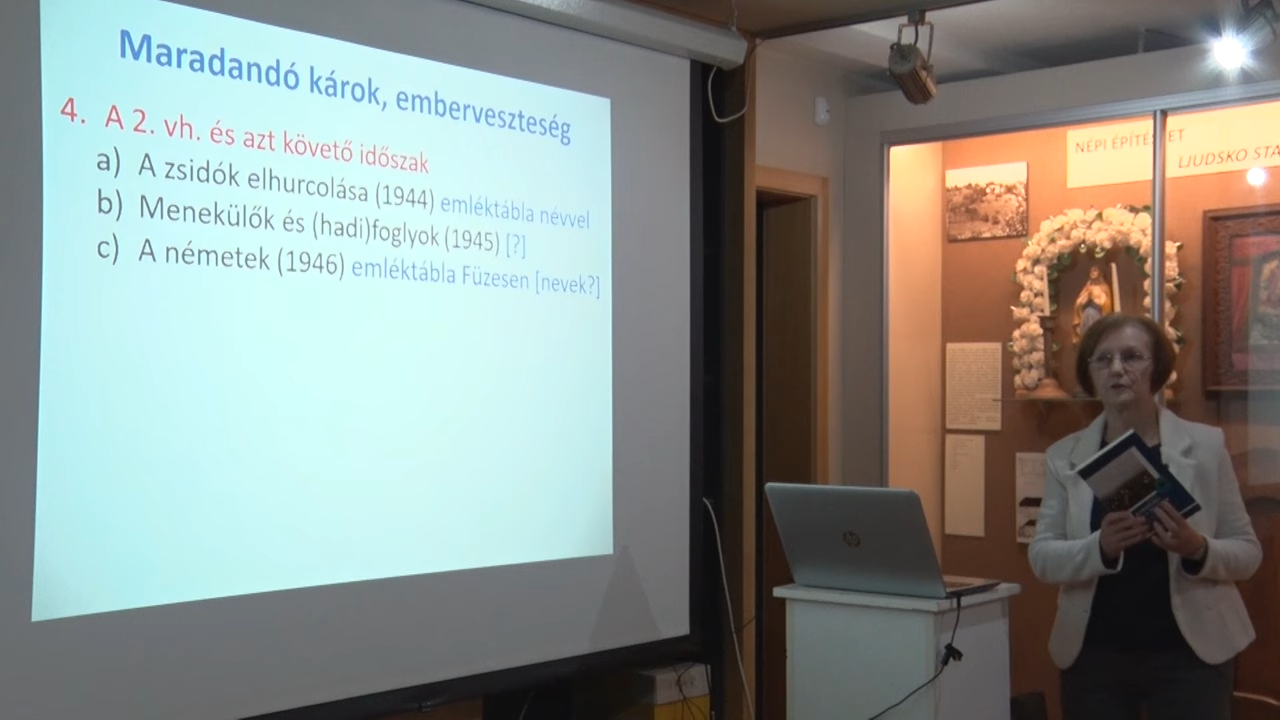 Maradandó károk, emberveszteség
4. A 2. vh. és azt követő időszak
a) A zsidók elhurcolása (1944) emléktábla névvel
b) Menekülők és (hadi)foglyok (1945) [?]
c) A németek (1946) emléktábla Füzesen [nevek?]
NÉPI ÉPÍTÉSZET
LJUDSKO STA
hp